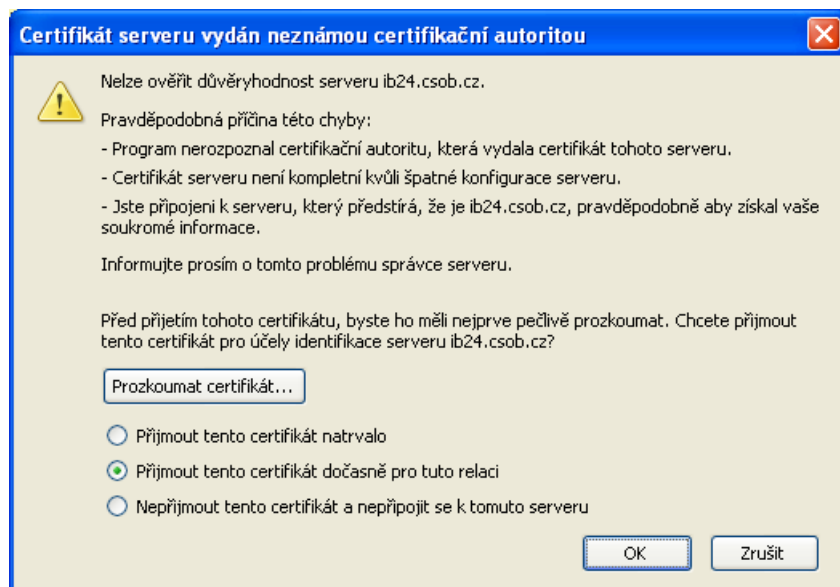 Certifikát serveru vydán neznámou certifikační autoritou
Nelze ověřit důvěryhodnost serveru ib24.csob.cz.
Pravděpodobná příčina této chyby:
- Program nerozpoznal certifikační autoritu, která vydala certifikát tohoto serveru.
- Certifikát serveru není kompletní kvůli špatné konfigurace serveru.
- Jste připojeni k serveru, který předstírá, že je ib24.csob.cz, pravděpodobně aby získal vaše
soukromé informace.
Informujte prosím o tomto problému správce serveru.
Před přijetím tohoto certifikátu, byste ho měli nejprve pečlivě prozkoumat. Chcete přijmout
tento certifikát pro účely identifikace serveru ib24.csob.cz?
Prozkoumat certifikát...
Přijmout tento certifikát natrvalo
Přijmout tento certifikát dočasně pro tuto relaci
Nepřijmout tento certifikát a nepřipojit se k tomuto serveru
OK Zrušit